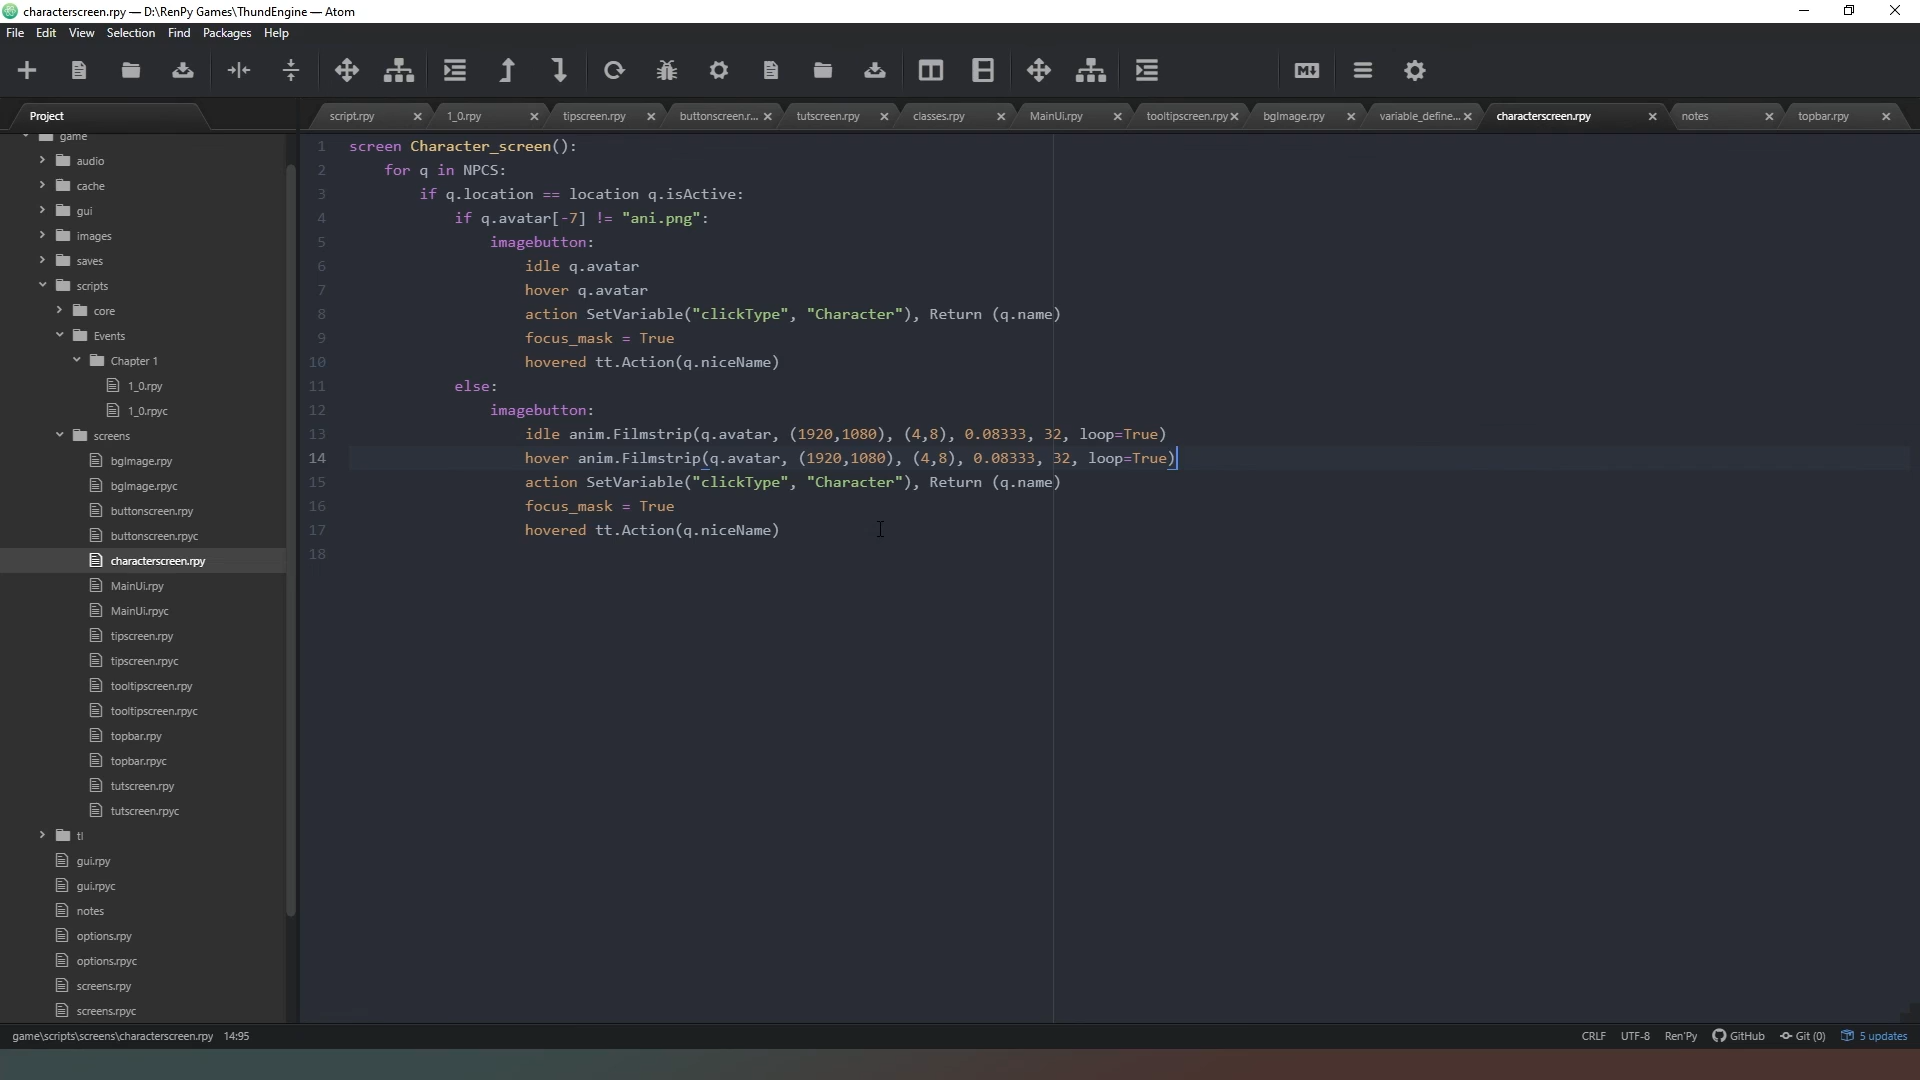 characterscreen.rpy — D:\RenPy Games\ThundEngine — Atom
File Edit View Selection Find Packages Help
Project
script.rpy 1_0.rpy tipscreen.rpy buttonscreen.r... tutscreen.rpy classes.rpy MainUi.rpy tooltipscreen.rpy bgImage.rpy variable_define... characterscreen.rpy notes topbar.rpy
game
audio
cache
gui
images
saves
scripts
core
Events
Chapter 1
1_0.rpy
1_0.rpyc
screens
bgImage.rpy
bgImage.rpyc
buttonscreen.rpy
buttonscreen.rpyc
characterscreen.rpy
MainUi.rpy
MainUi.rpyc
tipscreen.rpy
tipscreen.rpyc
tooltipscreen.rpy
tooltipscreen.rpyc
topbar.rpy
topbar.rpyc
tutscreen.rpy
tutscreen.rpyc
tl
gui.rpy
gui.rpyc
notes
options.rpy
options.rpyc
screens.rpy
screens.rpyc
1 screen Character_screen():
2 for q in NPCS:
3 if q.location == location q.isActive:
4 if q.avatar[-7] != "ani.png":
5 imagebutton:
6 idle q.avatar
7 hover q.avatar
8 action SetVariable("clickType", "Character"), Return (q.name)
9 focus_mask = True
10 hovered tt.Action(q.niceName)
11 else:
12 imagebutton:
13 idle anim.Filmstrip(q.avatar, (1920,1080), (4,8), 0.08333, 32, loop=True)
14 hover anim.Filmstrip(q.avatar, (1920,1080), (4,8), 0.08333, 32, loop=True)
15 action SetVariable("clickType", "Character"), Return (q.name)
16 focus_mask = True
17 hovered tt.Action(q.niceName)
18
game\scripts\screens\characterscreen.rpy 14:95 CRLF UTF-8 Ren'Py GitHub Git (0) 5 updates